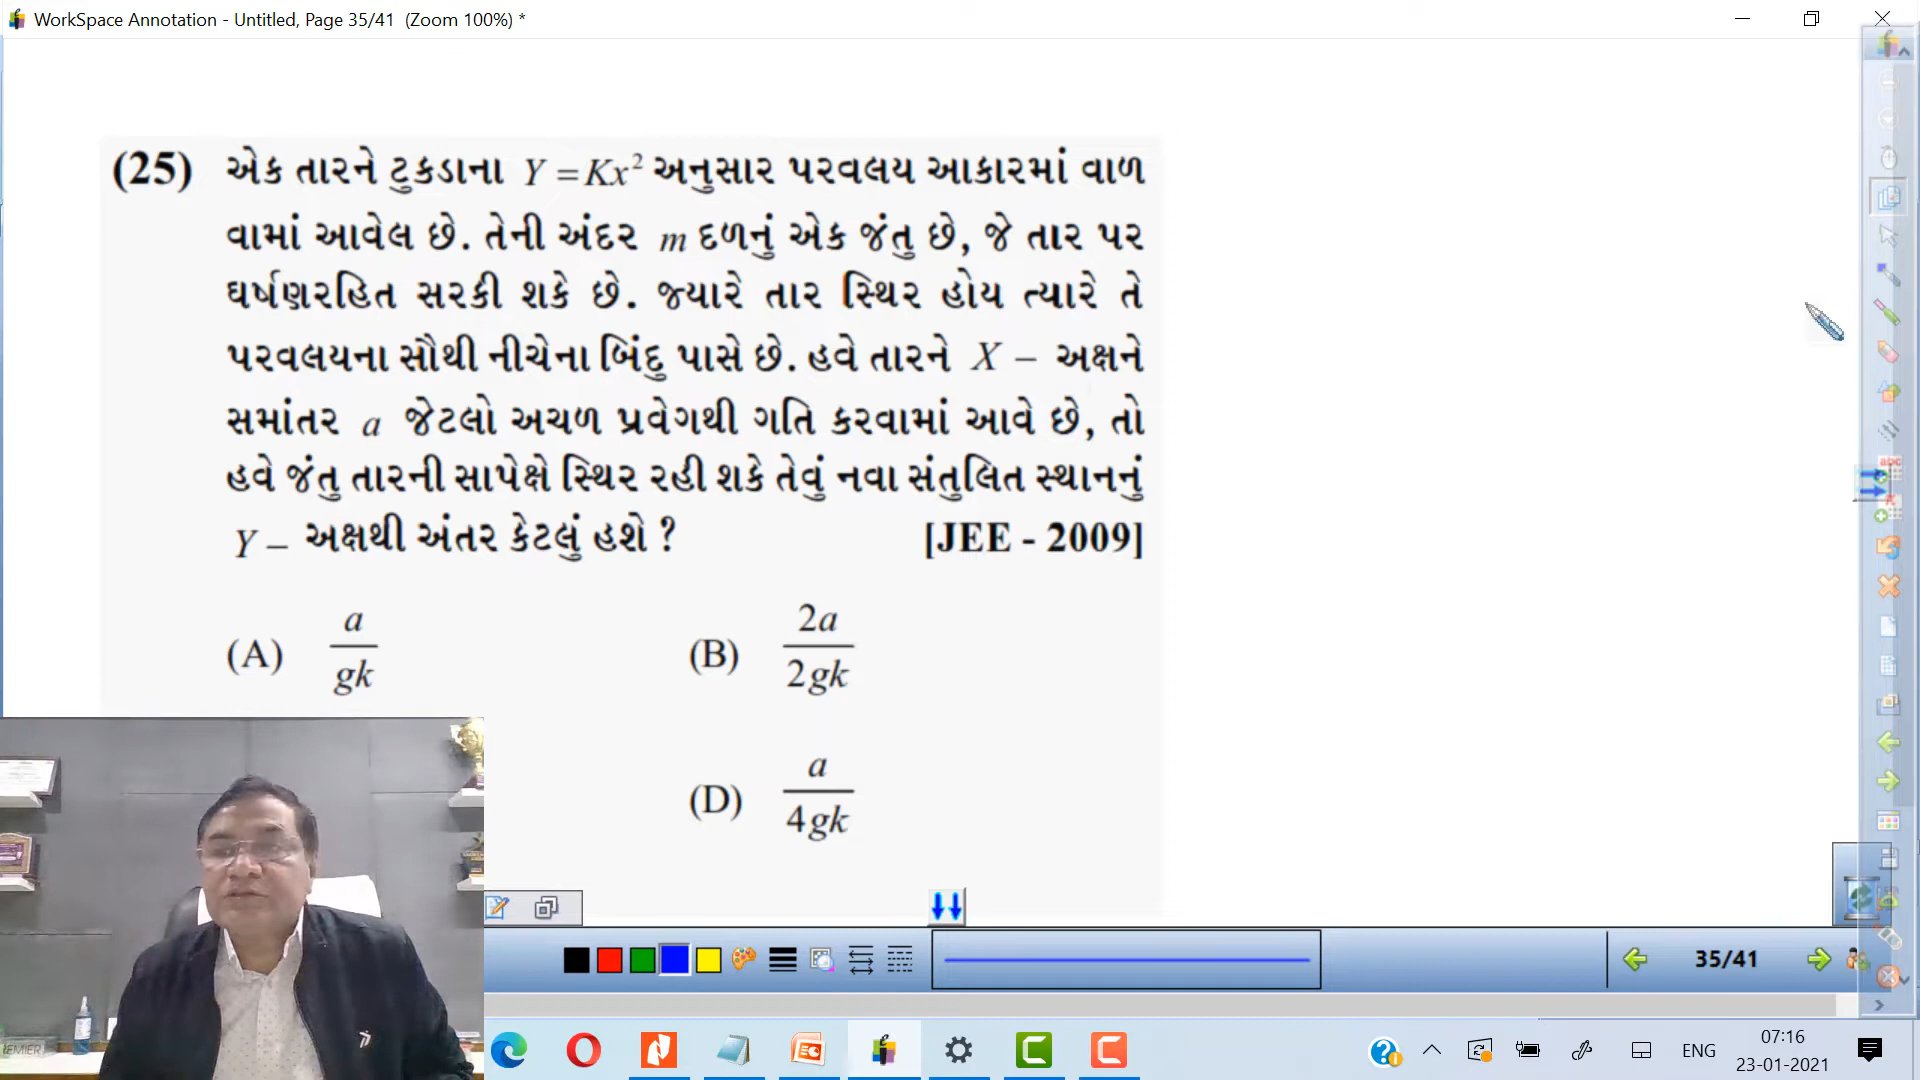 WorkSpace Annotation - Untitled, Page 35/41 (Zoom 100%) *
(25) એક તારને ટુકડાના Y = Kx² અનુસાર પરવલય આકારમાં વાળ
વામાં આવેલ છે. તેની અંદર m દળનું એક જંતુ છે, જે તાર પર
ઘર્ષણરહિત સરકી શકે છે. જ્યારે તાર સ્થિર હોય ત્યારે તે
પરવલયના સૌથી નીચેના બિંદુ પાસે છે. હવે તારને X – અક્ષને
સમાંતર a જેટલો અચળ પ્રવેગથી ગતિ કરવામાં આવે છે, તો
હવે જંતુ તારની સાપેક્ષે સ્થિર રહી શકે તેવું નવા સંતુલિત સ્થાનનું
Y – અક્ષથી અંતર કેટલું હશે ? [JEE - 2009]
(A) a/gk (B) 2a/2gk
(D) a/4gk
35/41
ENG
07:16
23-01-2021